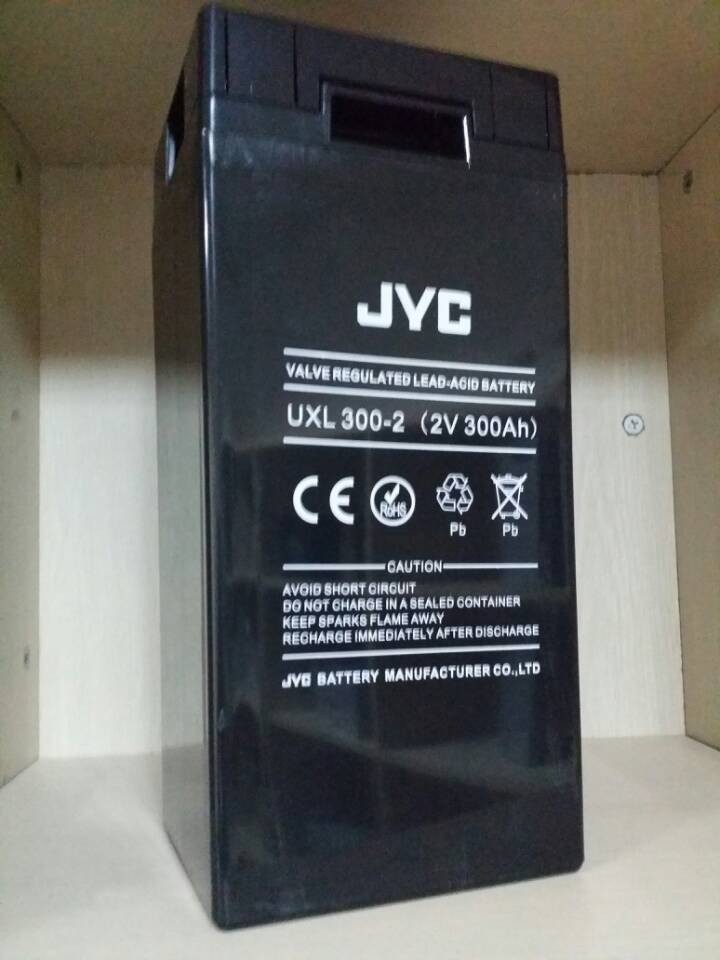 JYC
VALVE REGULATED LEAD-ACID BATTERY
UXL 300-2 (2V 300Ah)
CE RoHS
Pb Pb
CAUTION
AVOID SHORT CIRCUIT
DO NOT CHARGE IN A SEALED CONTAINER
KEEP SPARKS FLAME AWAY
RECHARGE IMMEDIATELY AFTER DISCHARGE
JYC BATTERY MANUFACTURER CO.,LTD